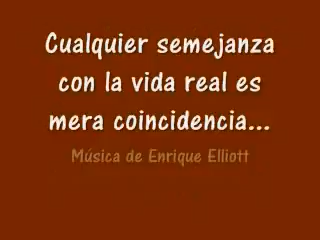 Cualquier semejanza
con la vida real es
mera coincidencia...
Música de Enrique Elliott